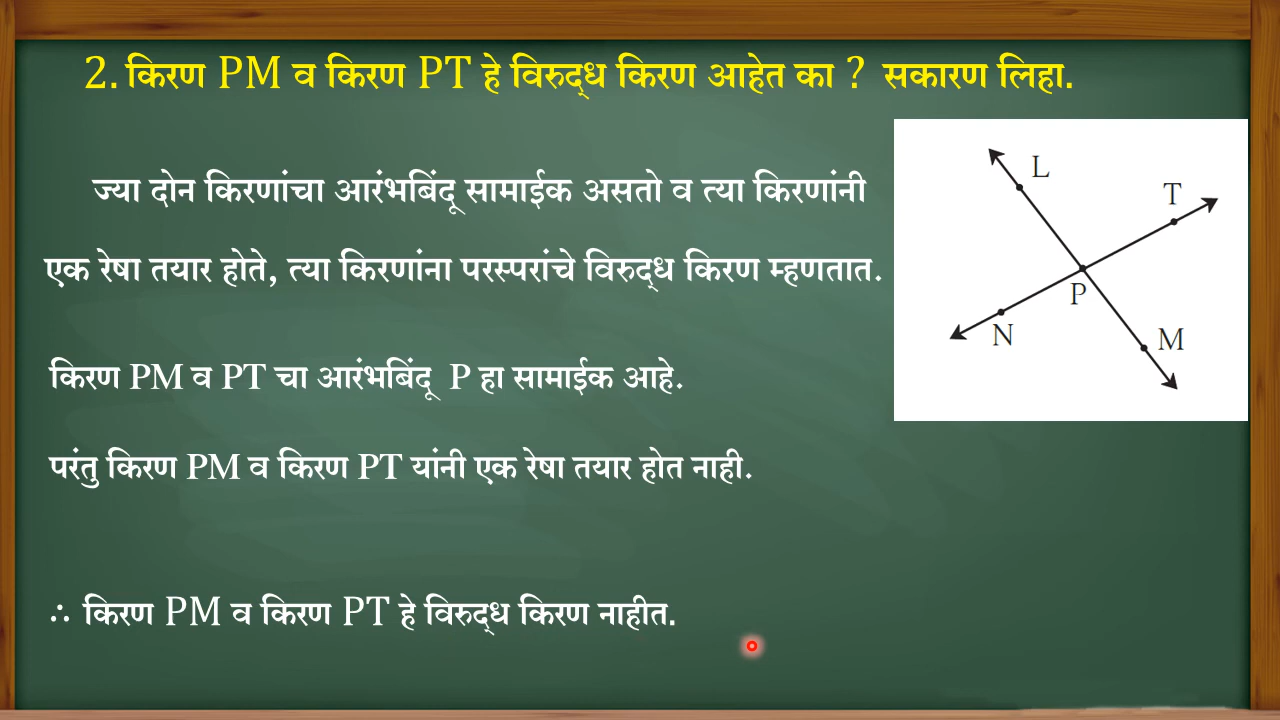 2. किरण PM व किरण PT हे विरुद्ध किरण आहेत का ? सकारण लिहा.
ज्या दोन किरणांचा आरंभबिंदू सामाईक असतो व त्या किरणांनी
एक रेषा तयार होते, त्या किरणांना परस्परांचे विरुद्ध किरण म्हणतात.
L
T
P
N
M
किरण PM व PT चा आरंभबिंदू P हा सामाईक आहे.
परंतु किरण PM व किरण PT यांनी एक रेषा तयार होत नाही.
∴ किरण PM व किरण PT हे विरुद्ध किरण नाहीत.